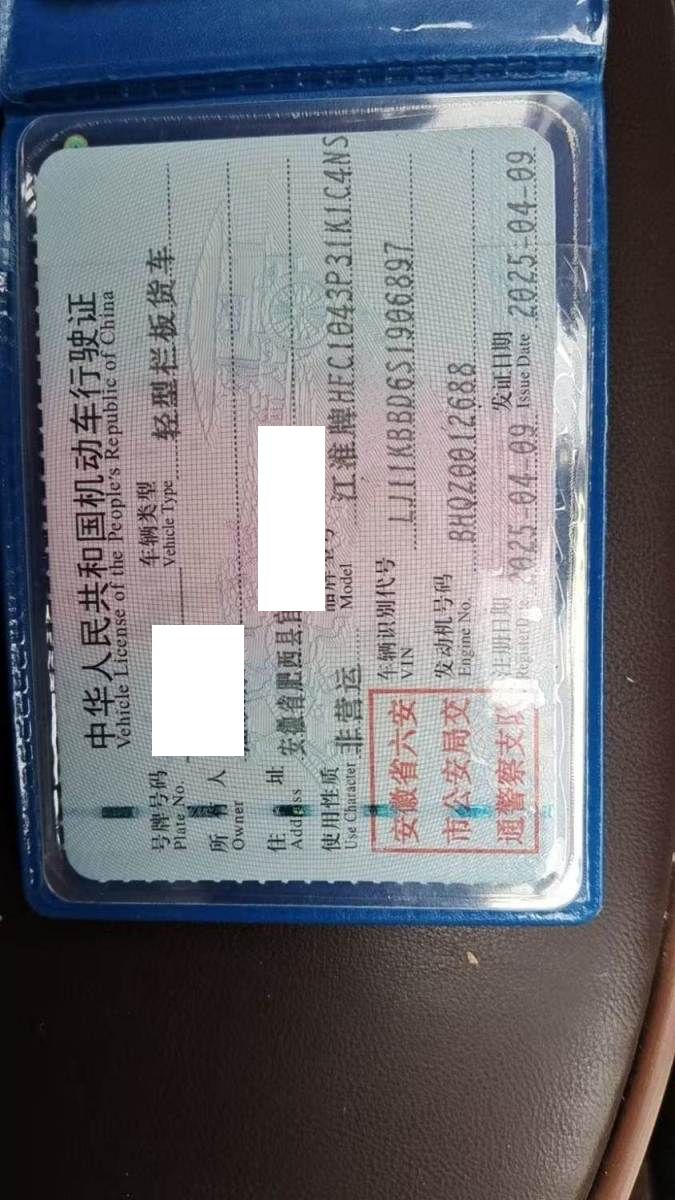 中华人民共和国机动车行驶证
Vehicle License of the People's Republic of China
号牌号码 车辆类型 轻型栏板货车
Plate No. Vehicle Type
所有人
Owner
住址 安徽省肥西县
Address
使用性质 非营运 品牌型号 江淮牌HFC1043P31K1C4NS
Use Character Model
安徽省六安
市公安局交
通警察支队
车辆识别代号 LJ11KBBD6S1906897
VIN
发动机号码 BHQZ0012688
Engine No.
注册日期 2025-04-09 发证日期 2025-04-09
Register Date Issue Date